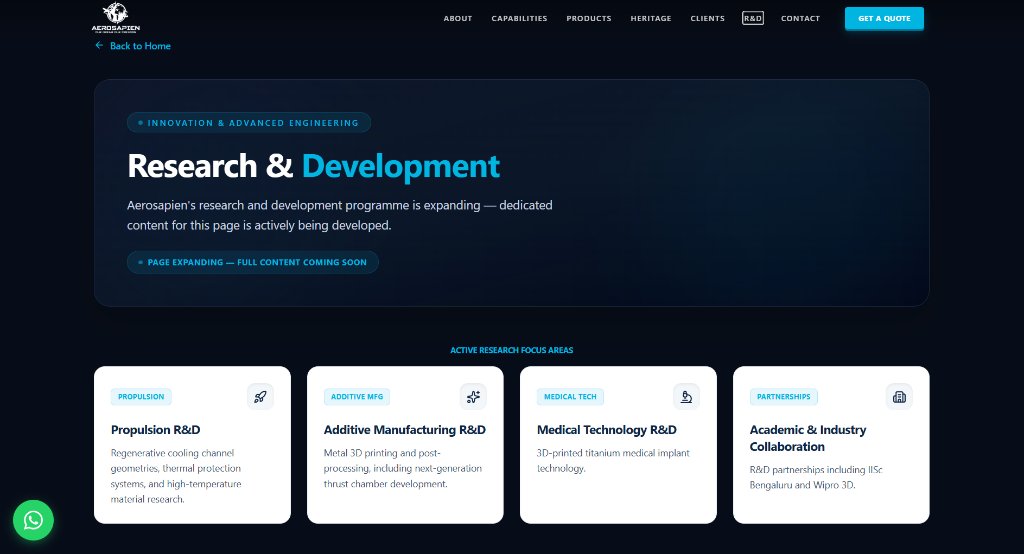 AEROSAPIEN
ABOUT CAPABILITIES PRODUCTS HERITAGE CLIENTS R&D CONTACT GET A QUOTE
Back to Home
INNOVATION & ADVANCED ENGINEERING
Research & Development
Aerosapien's research and development programme is expanding — dedicated
content for this page is actively being developed.
PAGE EXPANDING — FULL CONTENT COMING SOON
ACTIVE RESEARCH FOCUS AREAS
PROPULSION
Propulsion R&D
Regenerative cooling channel
geometries, thermal protection
systems, and high-temperature
material research.
ADDITIVE MFG
Additive Manufacturing R&D
Metal 3D printing and post-
processing, including next-generation
thrust chamber development.
MEDICAL TECH
Medical Technology R&D
3D-printed titanium medical implant
technology.
PARTNERSHIPS
Academic & Industry
Collaboration
R&D partnerships including IISc
Bengaluru and Wipro 3D.